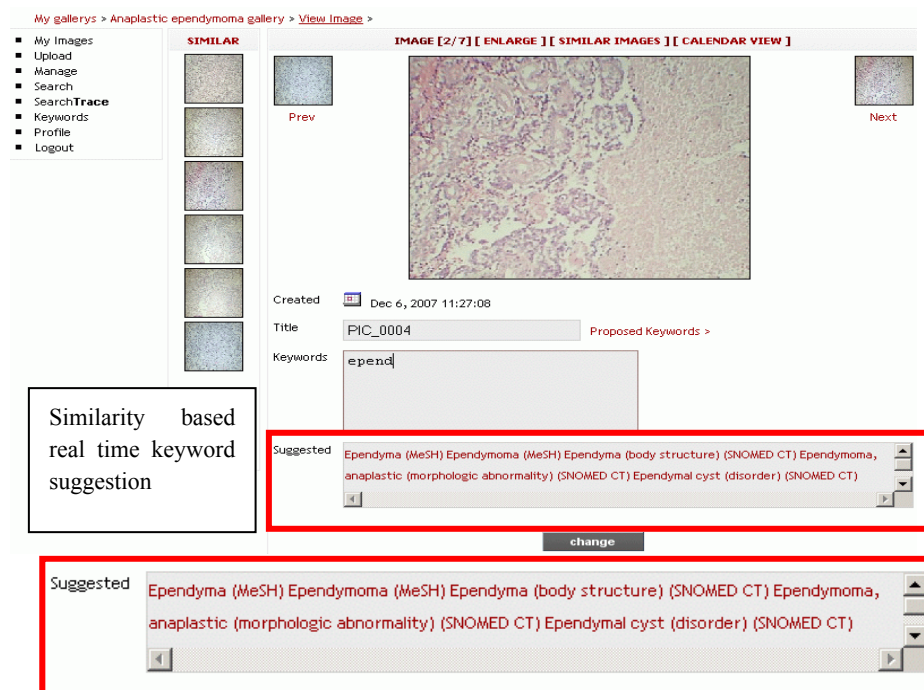 My gallerys > Anaplastic ependymoma gallery > View Image >
My Images
Upload
Manage
Search
SearchTrace
Keywords
Profile
Logout
SIMILAR
IMAGE [2/7] [ ENLARGE ] [ SIMILAR IMAGES ] [ CALENDAR VIEW ]
Prev
Next
Created
Dec 6, 2007 11:27:08
Title
PIC_0004
Proposed Keywords >
Keywords
epend
Similarity based
real time keyword
suggestion
Suggested
Ependyma (MeSH) Ependymoma (MeSH) Ependyma (body structure) (SNOMED CT) Ependymoma,
anaplastic (morphologic abnormality) (SNOMED CT) Ependymal cyst (disorder) (SNOMED CT)
change
Suggested
Ependyma (MeSH) Ependymoma (MeSH) Ependyma (body structure) (SNOMED CT) Ependymoma,
anaplastic (morphologic abnormality) (SNOMED CT) Ependymal cyst (disorder) (SNOMED CT)